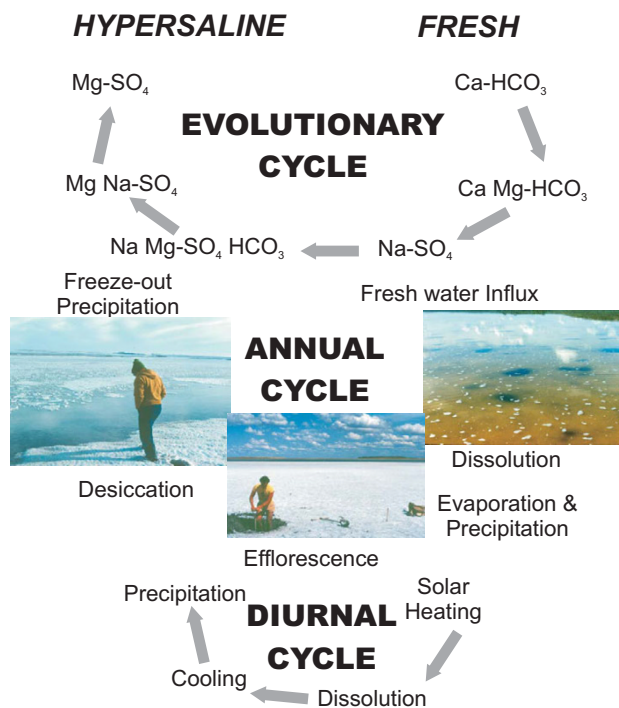 HYPERSALINE
FRESH
Mg-SO₄
Ca-HCO₃
EVOLUTIONARY
CYCLE
Mg Na-SO₄
Ca Mg-HCO₃
Na Mg-SO₄ HCO₃
Na-SO₄
Freeze-out
Precipitation
Fresh water Influx
ANNUAL
CYCLE
Desiccation
Dissolution
Evaporation &
Precipitation
Efflorescence
Precipitation
Solar
Heating
DIURNAL
CYCLE
Cooling
Dissolution